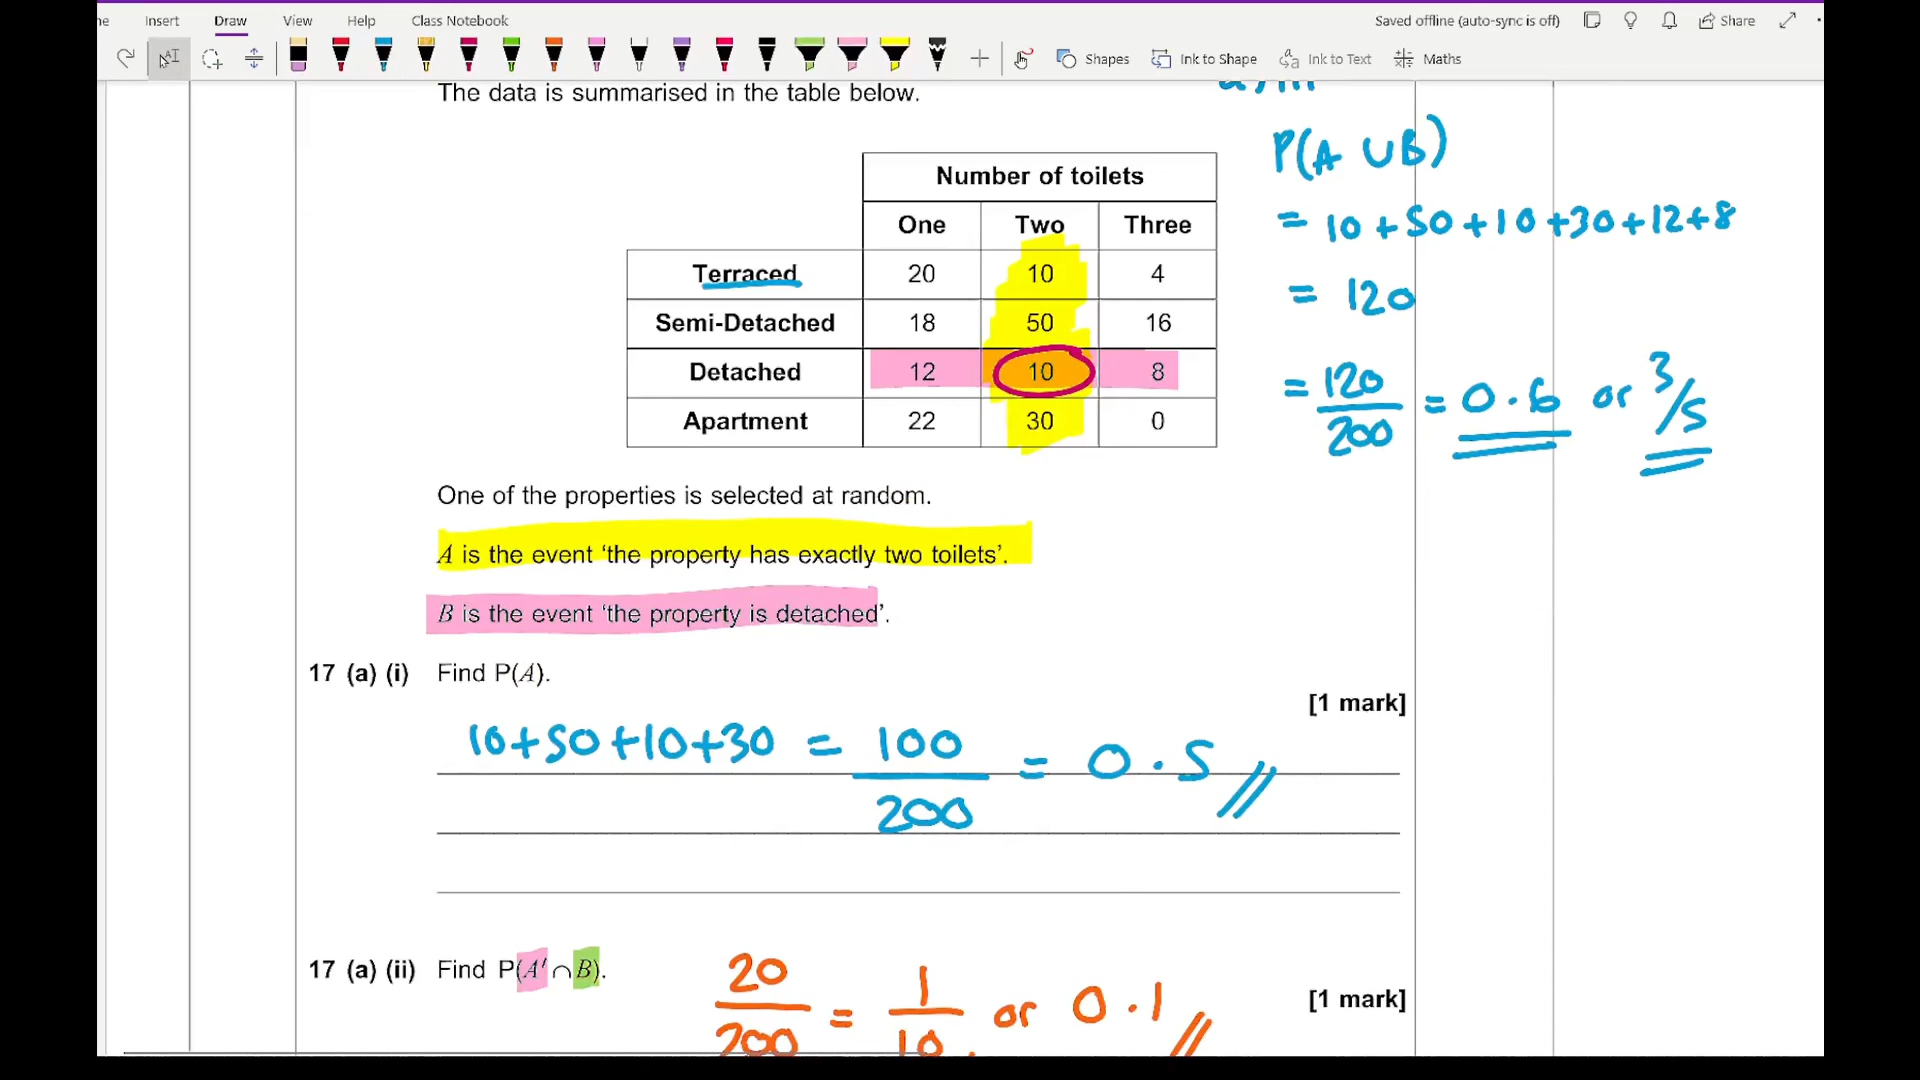 Insert Draw View Help Class Notebook Saved offline (auto-sync is off) Share
Shapes Ink to Shape Ink to Text Maths
The data is summarised in the table below.
Number of toilets
One Two Three
Terraced 20 10 4
Semi-Detached 18 50 16
Detached 12 10 8
Apartment 22 30 0
P(A ∪ B)
= 10 + 50 + 10 + 30 + 12 + 8
= 120
= 120/200 = 0.6 or 3/5
One of the properties is selected at random.
A is the event ‘the property has exactly two toilets’.
B is the event ‘the property is detached’.
17 (a) (i) Find P(A).
[1 mark]
10+50+10+30 = 100/200 = 0.5
17 (a) (ii) Find P(A′∩B).
[1 mark]
20/200 = 1/10 or 0.1